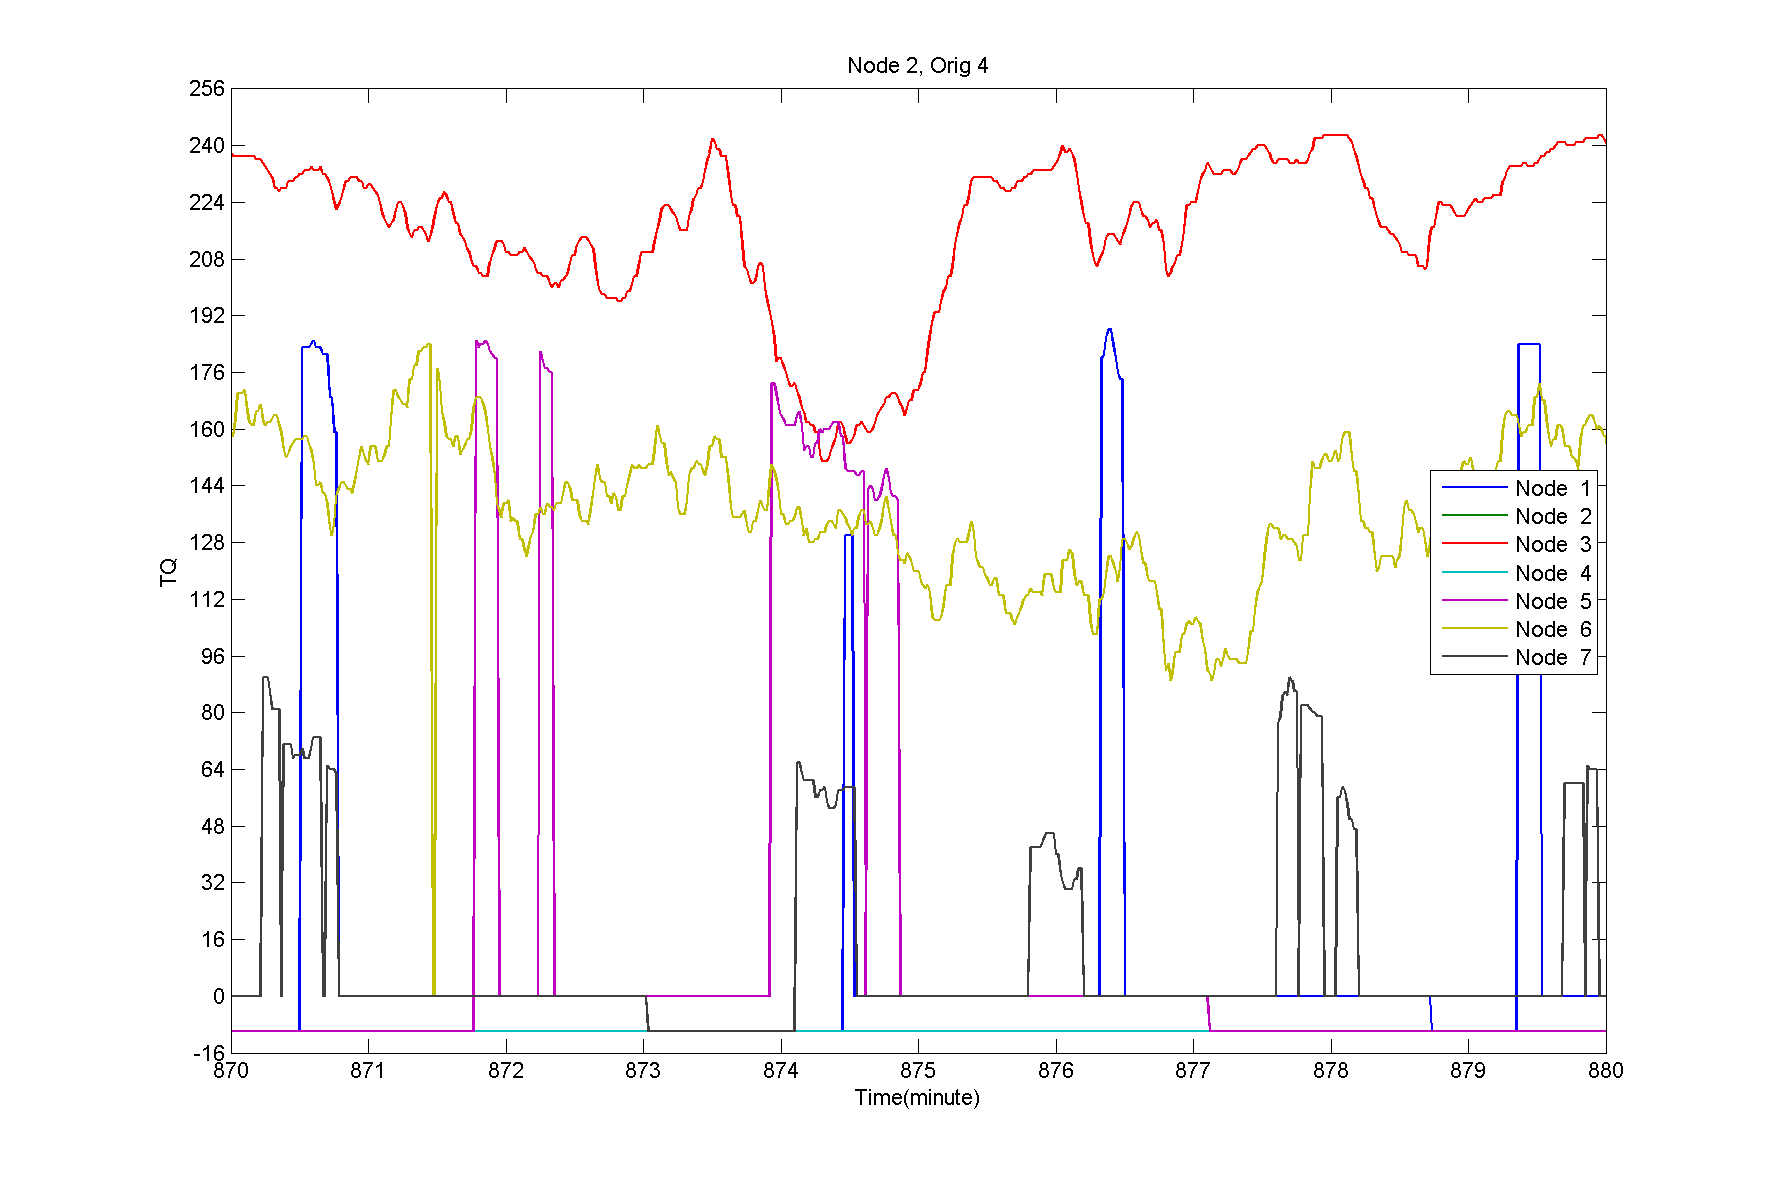 Node 2, Orig 4
256
240
224
208
192
176
160
144
128
112
96
80
64
48
32
16
0
-16
TQ
Node 1
Node 2
Node 3
Node 4
Node 5
Node 6
Node 7
870 871 872 873 874 875 876 877 878 879 880
Time(minute)